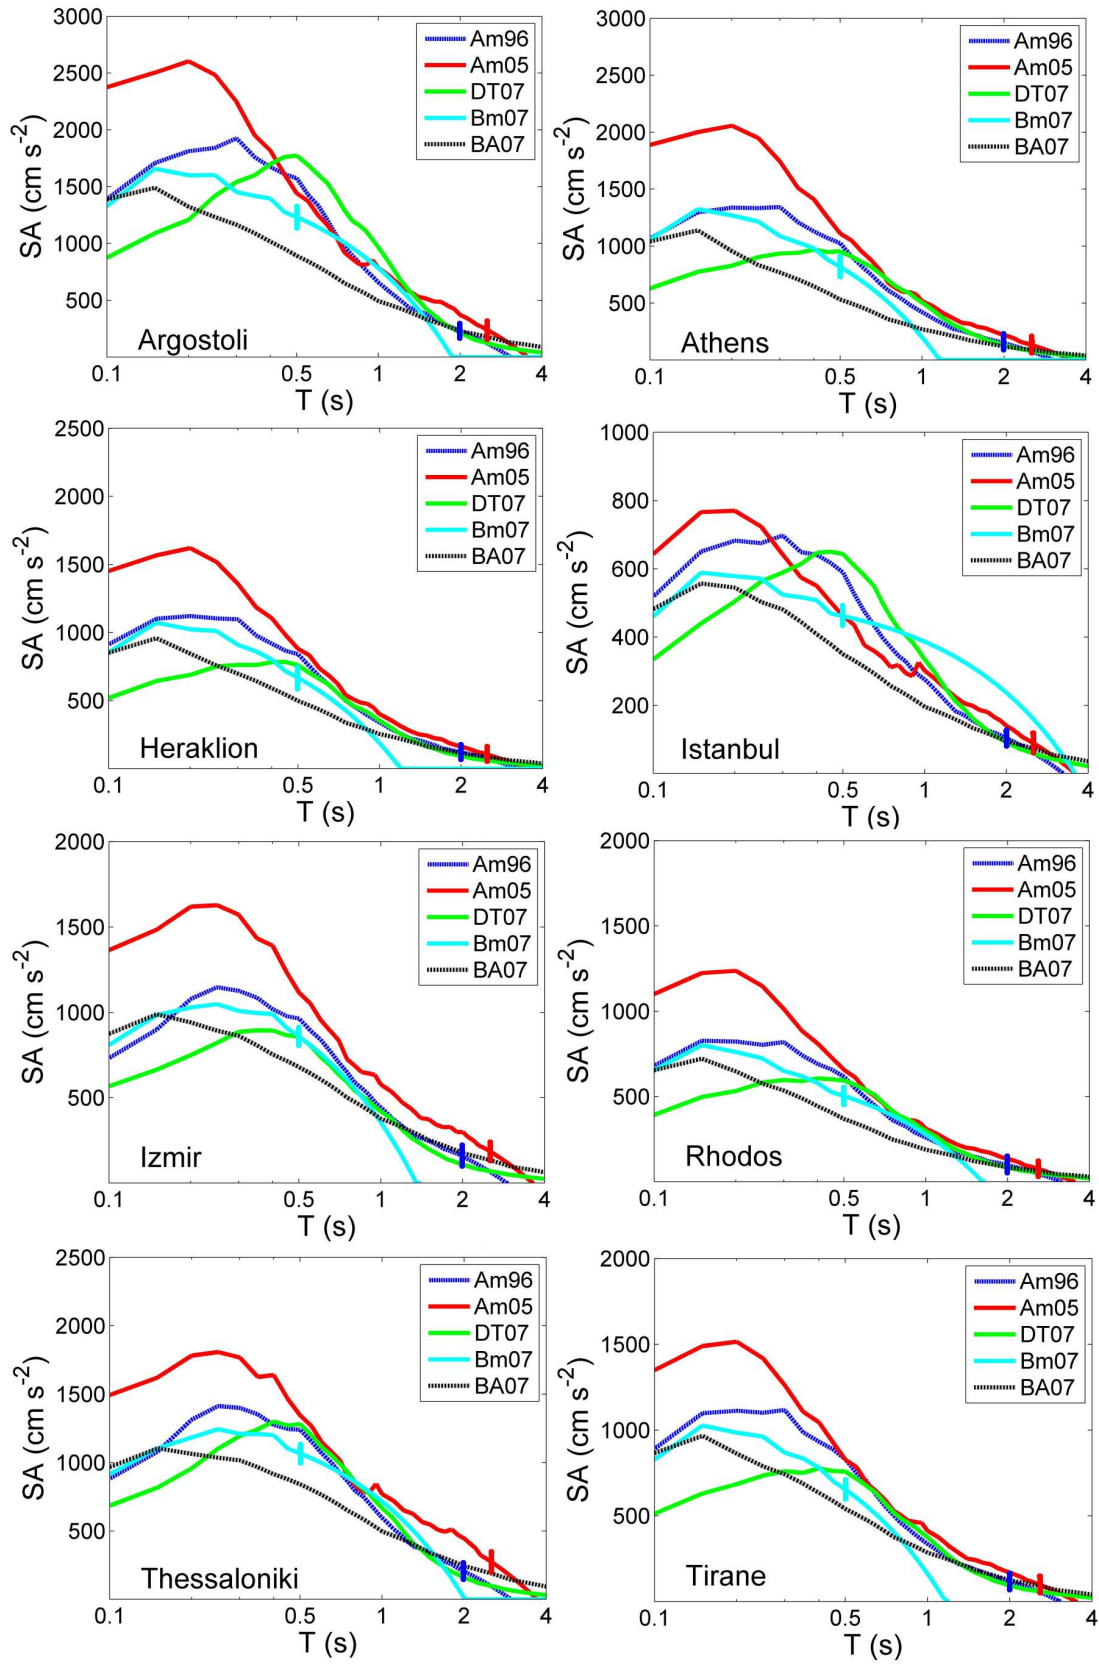 3000
2500
2000
1500
1000
500
SA (cm s-2)
Am96
Am05
DT07
Bm07
BA07
Argostoli
0.1
0.5
1
2
4
T (s)
3000
2500
2000
1500
1000
500
SA (cm s-2)
Am96
Am05
DT07
Bm07
BA07
Athens
0.1
0.5
1
2
4
T (s)
2500
2000
1500
1000
500
SA (cm s-2)
Am96
Am05
DT07
Bm07
BA07
Heraklion
0.1
0.5
1
2
4
T (s)
1000
800
600
400
200
SA (cm s-2)
Am96
Am05
DT07
Bm07
BA07
Istanbul
0.1
0.5
1
2
4
T (s)
2000
1500
1000
500
SA (cm s-2)
Am96
Am05
DT07
Bm07
BA07
Izmir
0.1
0.5
1
2
4
T (s)
2000
1500
1000
500
SA (cm s-2)
Am96
Am05
DT07
Bm07
BA07
Rhodos
0.1
0.5
1
2
4
T (s)
2500
2000
1500
1000
500
SA (cm s-2)
Am96
Am05
DT07
Bm07
BA07
Thessaloniki
0.1
0.5
1
2
4
T (s)
2000
1500
1000
500
SA (cm s-2)
Am96
Am05
DT07
Bm07
BA07
Tirane
0.1
0.5
1
2
4
T (s)